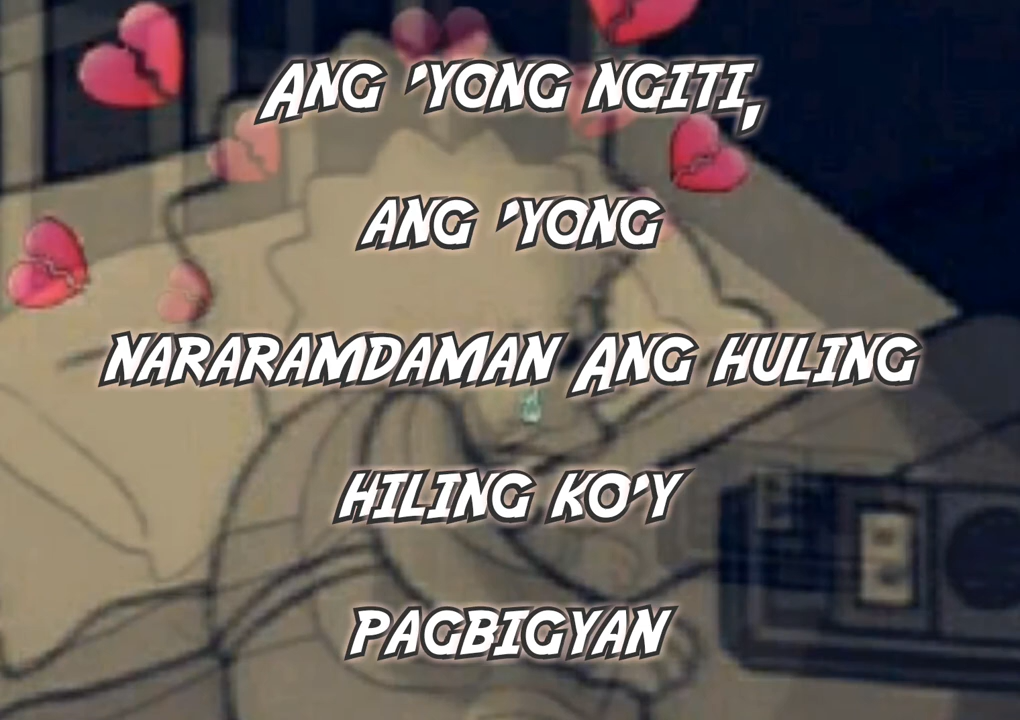 Ang 'yong ngiti,
ang 'yong
nararamdaman Ang huling
hiling ko'y
pagbigyan